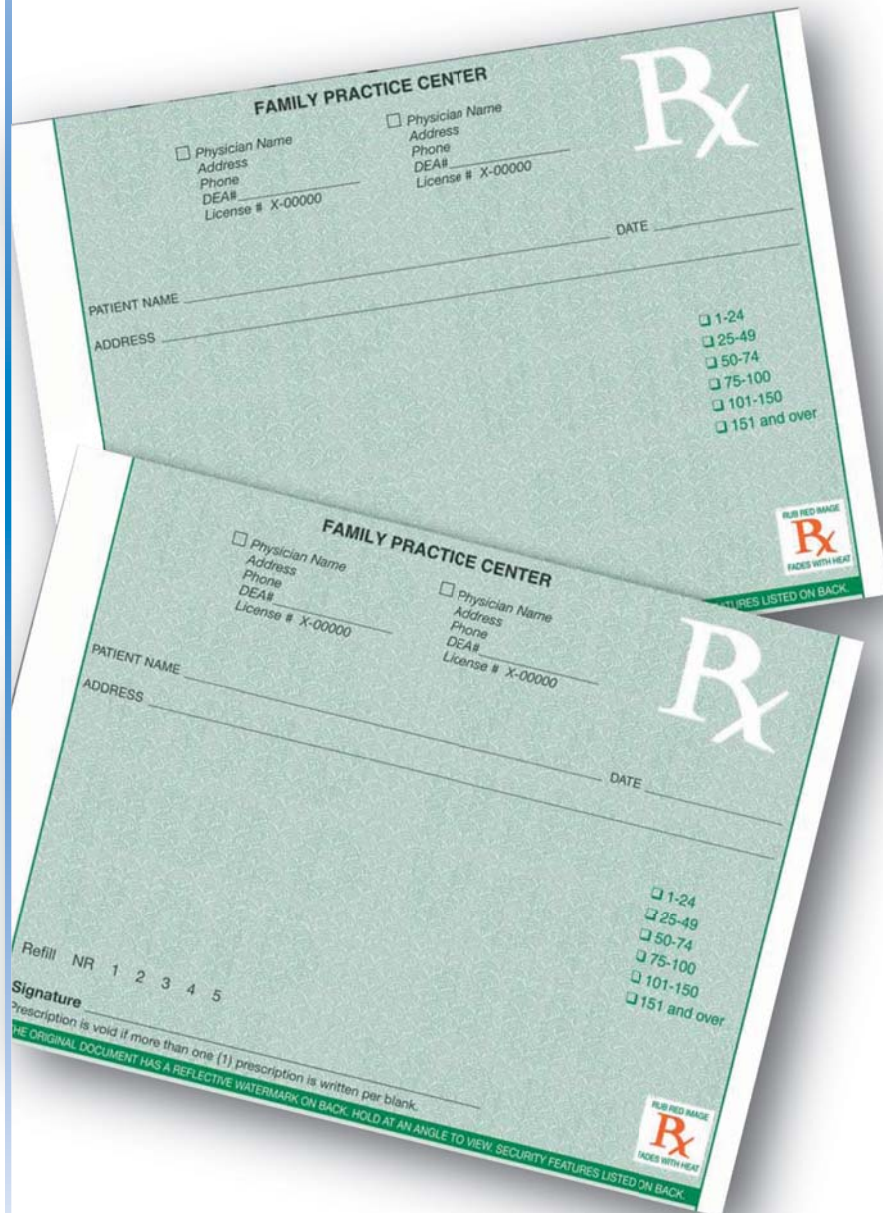 FAMILY PRACTICE CENTER
Rx
Physician Name
Address
Phone
DEA#
License # X-00000
Physician Name
Address
Phone
DEA#
License # X-00000
PATIENT NAME DATE
ADDRESS
1-24
25-49
50-74
75-100
101-150
151 and over
RUB RED IMAGE
Rx
FADES WITH HEAT
FEATURES LISTED ON BACK.
FAMILY PRACTICE CENTER
Rx
Physician Name
Address
Phone
DEA#
License # X-00000
Physician Name
Address
Phone
DEA#
License # X-00000
PATIENT NAME DATE
ADDRESS
1-24
25-49
50-74
75-100
101-150
151 and over
Refill NR 1 2 3 4 5
Signature
Prescription is void if more than one (1) prescription is written per blank.
RUB RED IMAGE
Rx
FADES WITH HEAT
THE ORIGINAL DOCUMENT HAS A REFLECTIVE WATERMARK ON BACK. HOLD AT AN ANGLE TO VIEW. SECURITY FEATURES LISTED ON BACK.